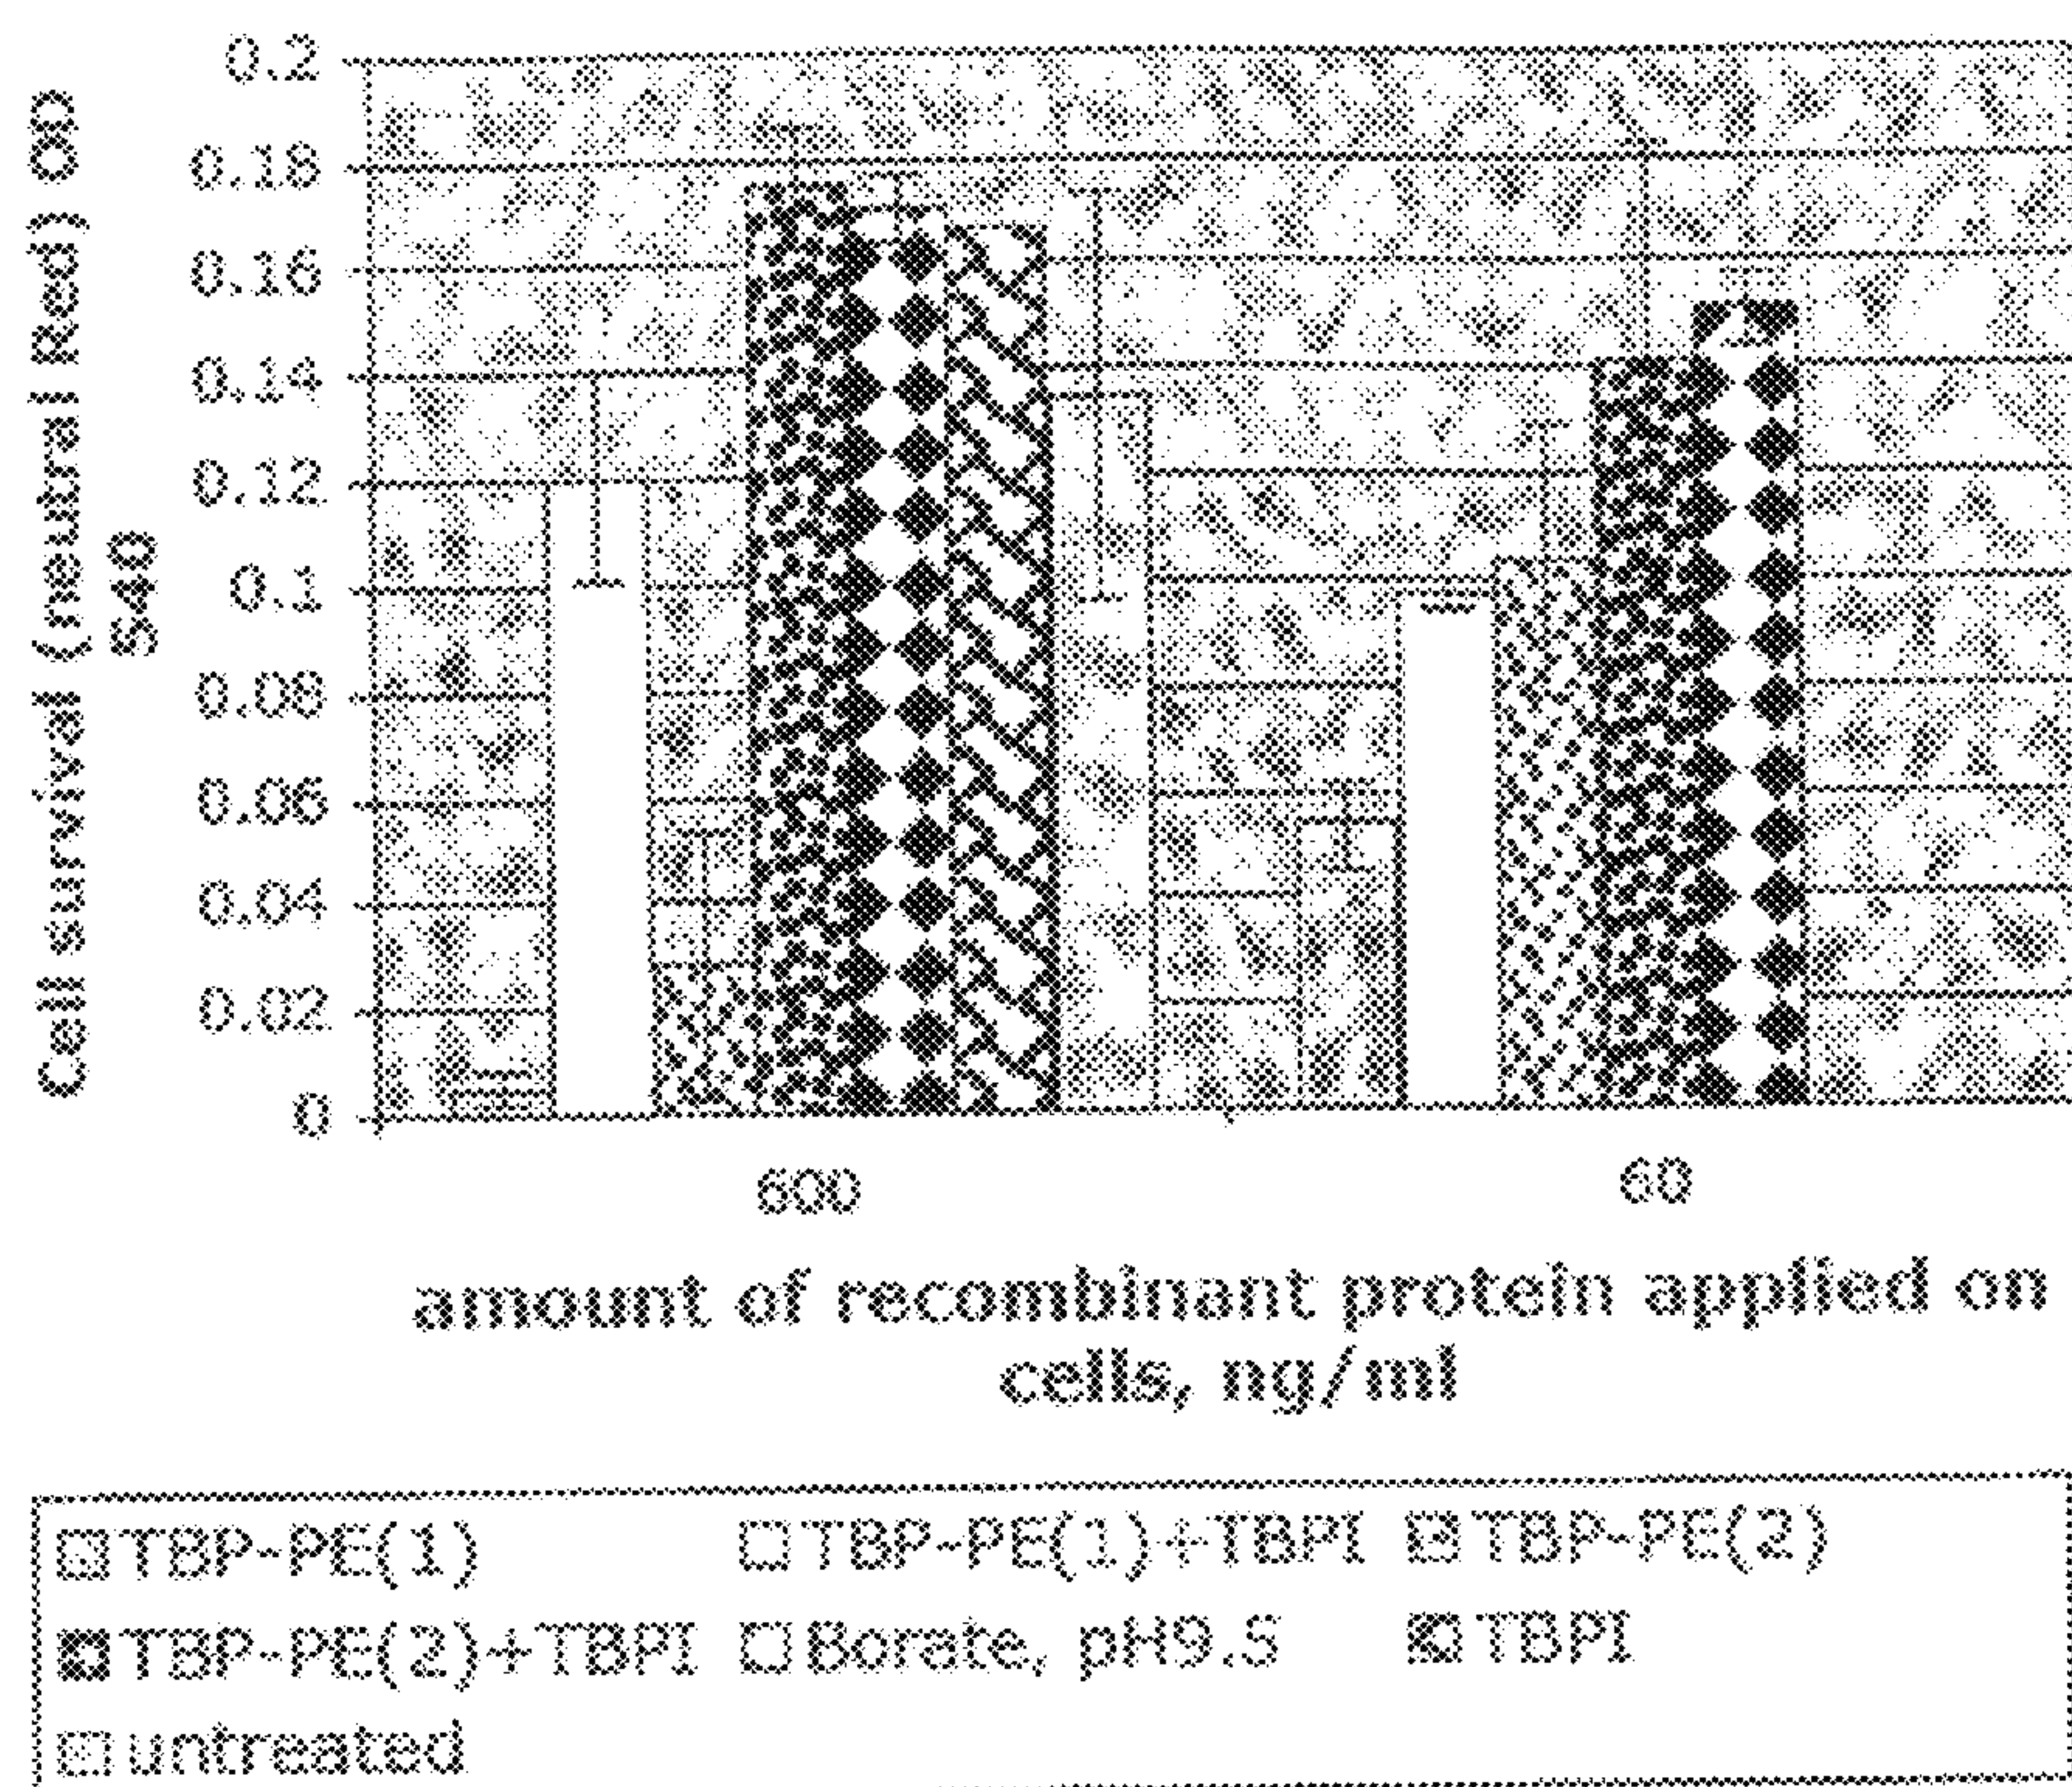 Cell survival (neutral Red) OD
540
0.2
0.18
0.16
0.14
0.12
0.1
0.08
0.06
0.04
0.02
0
600 60
amount of recombinant protein applied on
cells, ng/ml
TBP-PE(1) TBP-PE(1)+TBPI TBP-PE(2)
TBP-PE(2)+TBPI Borate, pH9.5 TBPI
untreated